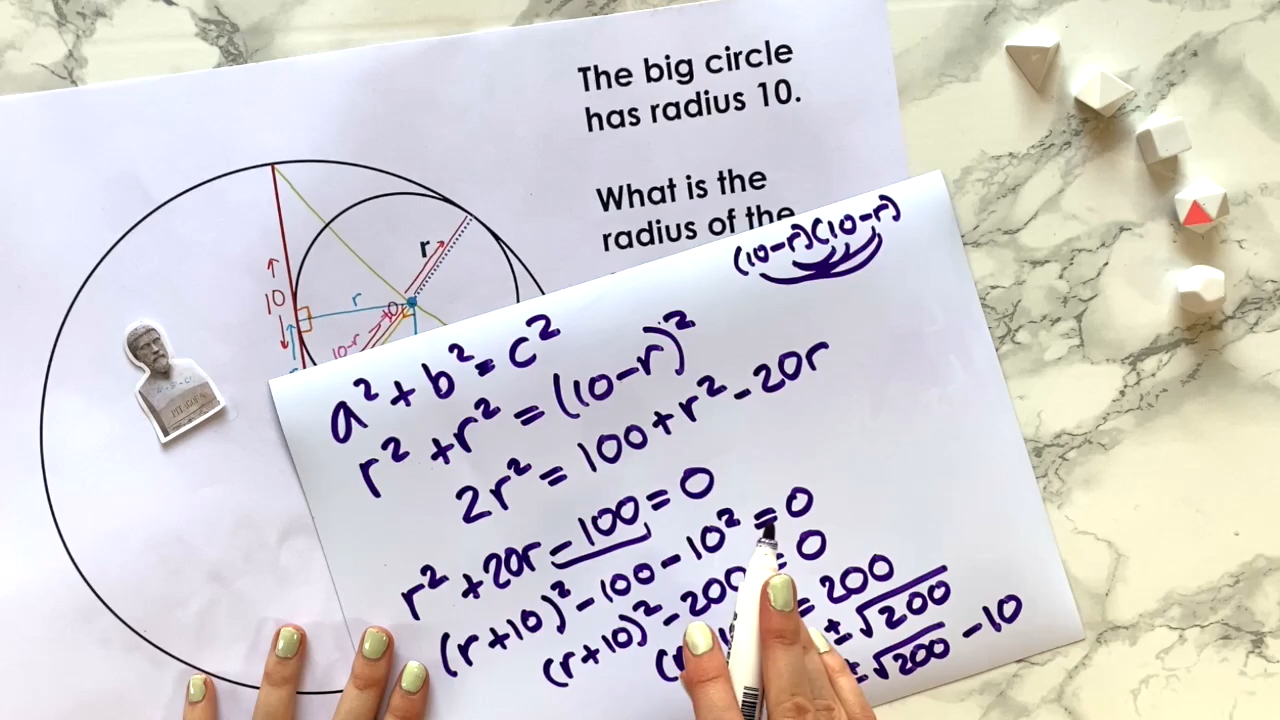 The big circle
has radius 10.
What is the
radius of the
r
10
r
10-r
(10-r)(10-r)
a² + b² = c²
r² + r² = (10-r)²
2r² = 100 + r² - 20r
r² + 20r - 100 = 0
(r+10)² - 100 - 10² = 0
(r+10)² - 200 = 0
(r = 200
± √200
± √200 - 10